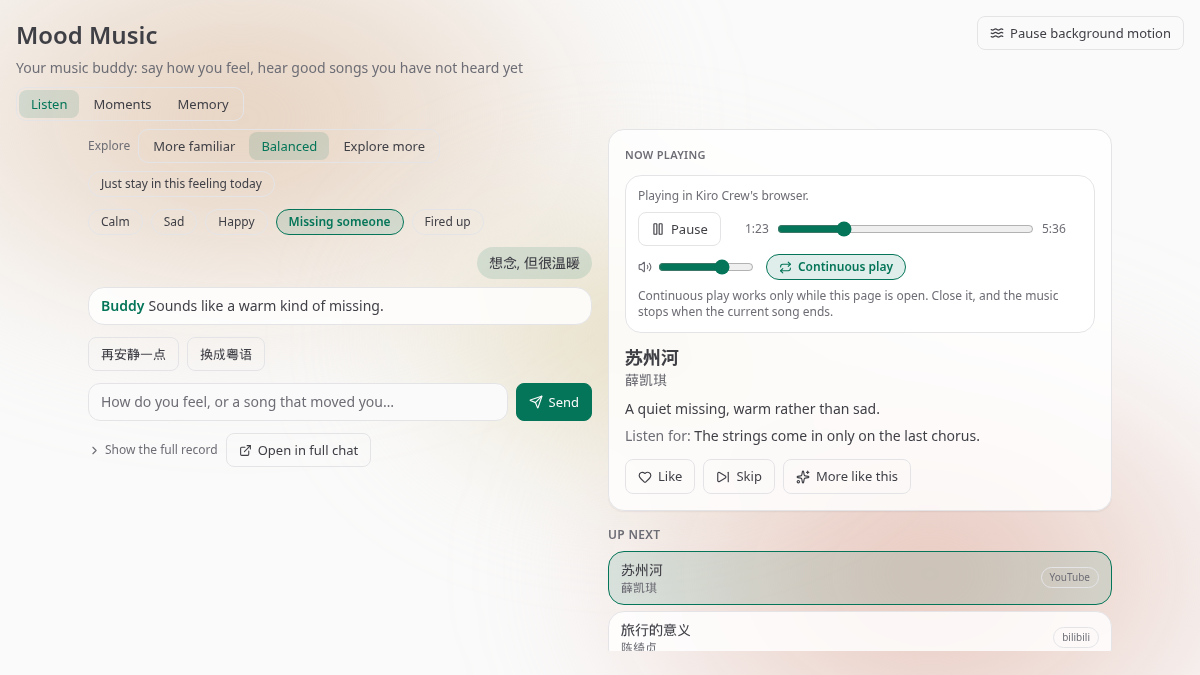 Mood Music
Pause background motion
Your music buddy: say how you feel, hear good songs you have not heard yet
Listen Moments Memory
Explore More familiar Balanced Explore more
Just stay in this feeling today
Calm Sad Happy Missing someone Fired up
想念, 但很温暖
Buddy Sounds like a warm kind of missing.
再安静一点 换成粤语
How do you feel, or a song that moved you...
Send
Show the full record Open in full chat
NOW PLAYING
Playing in Kiro Crew's browser.
Pause 1:23 5:36
Continuous play
Continuous play works only while this page is open. Close it, and the music
stops when the current song ends.
苏州河
薛凯琪
A quiet missing, warm rather than sad.
Listen for: The strings come in only on the last chorus.
Like Skip More like this
UP NEXT
苏州河
薛凯琪
YouTube
旅行的意义
陈绮贞
bilibili